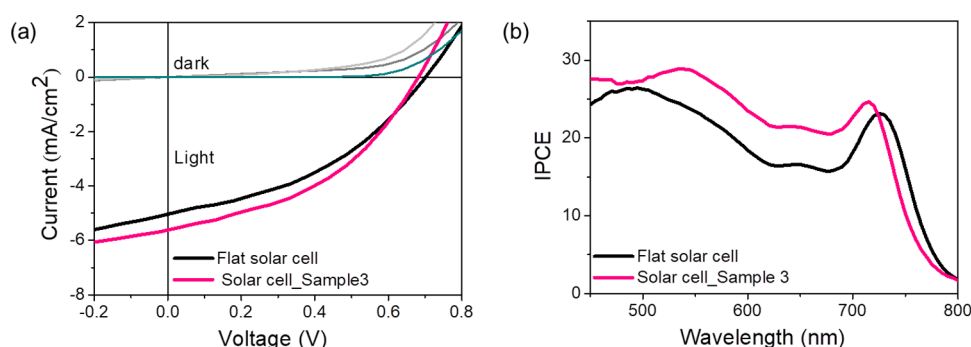 (a)
2
0
-2
-4
-6
-8
Current (mA/cm²)
dark
Light
Flat solar cell
Solar cell_Sample3
-0.2
0.0
0.2
0.4
0.6
0.8
Voltage (V)
(b)
30
20
10
0
IPCE
Flat solar cell
Solar cell_Sample 3
500
600
700
800
Wavelength (nm)